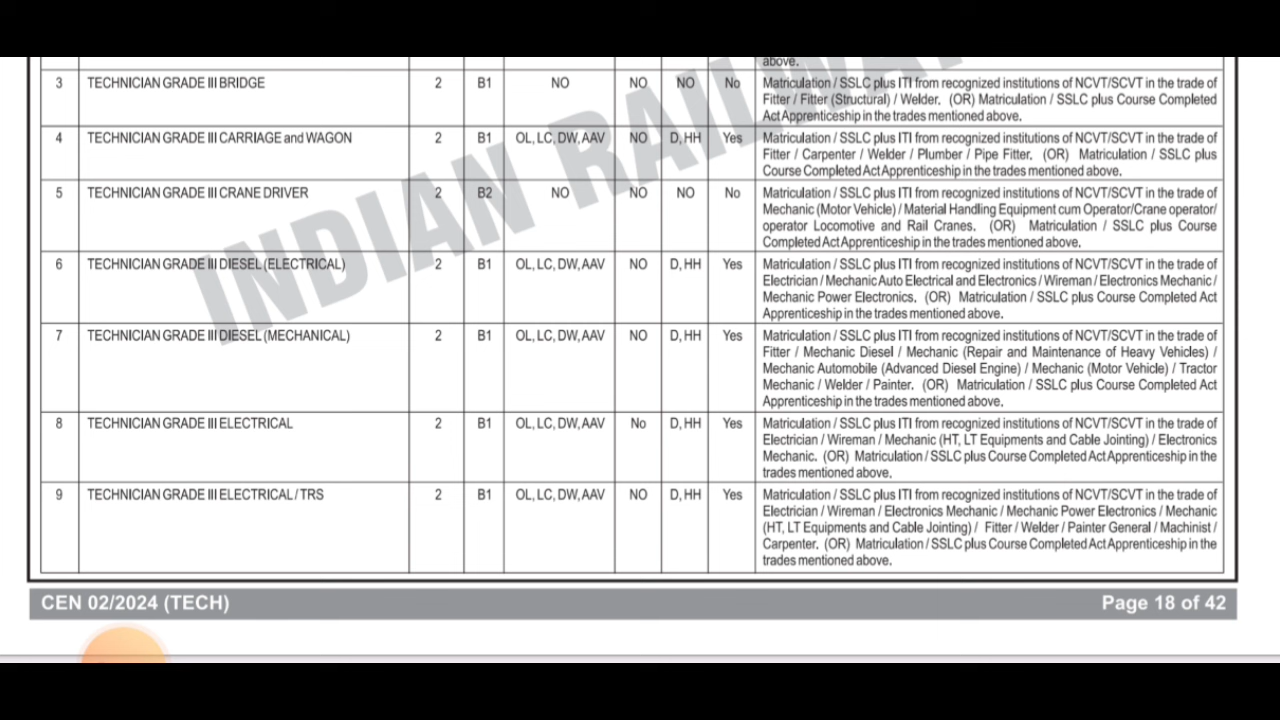 above.
3 TECHNICIAN GRADE III BRIDGE 2 B1 NO NO NO No Matriculation / SSLC plus ITI from recognized institutions of NCVT/SCVT in the trade of
Fitter / Fitter (Structural) / Welder. (OR) Matriculation / SSLC plus Course Completed
Act Apprenticeship in the trades mentioned above.
4 TECHNICIAN GRADE III CARRIAGE and WAGON 2 B1 OL, LC, DW, AAV NO D, HH Yes Matriculation / SSLC plus ITI from recognized institutions of NCVT/SCVT in the trade of
Fitter / Carpenter / Welder / Plumber / Pipe Fitter. (OR) Matriculation / SSLC plus
Course Completed Act Apprenticeship in the trades mentioned above.
5 TECHNICIAN GRADE III CRANE DRIVER 2 B2 NO NO NO No Matriculation / SSLC plus ITI from recognized institutions of NCVT/SCVT in the trade of
Mechanic (Motor Vehicle) / Material Handling Equipment cum Operator/Crane operator/
operator Locomotive and Rail Cranes. (OR) Matriculation / SSLC plus Course
Completed Act Apprenticeship in the trades mentioned above.
6 TECHNICIAN GRADE III DIESEL (ELECTRICAL) 2 B1 OL, LC, DW, AAV NO D, HH Yes Matriculation / SSLC plus ITI from recognized institutions of NCVT/SCVT in the trade of
Electrician / Mechanic Auto Electrical and Electronics / Wireman / Electronics Mechanic /
Mechanic Power Electronics. (OR) Matriculation / SSLC plus Course Completed Act
Apprenticeship in the trades mentioned above.
7 TECHNICIAN GRADE III DIESEL (MECHANICAL) 2 B1 OL, LC, DW, AAV NO D, HH Yes Matriculation / SSLC plus ITI from recognized institutions of NCVT/SCVT in the trade of
Fitter / Mechanic Diesel / Mechanic (Repair and Maintenance of Heavy Vehicles) /
Mechanic Automobile (Advanced Diesel Engine) / Mechanic (Motor Vehicle) / Tractor
Mechanic / Welder / Painter. (OR) Matriculation / SSLC plus Course Completed Act
Apprenticeship in the trades mentioned above.
8 TECHNICIAN GRADE III ELECTRICAL 2 B1 OL, LC, DW, AAV No D, HH Yes Matriculation / SSLC plus ITI from recognized institutions of NCVT/SCVT in the trade of
Electrician / Wireman / Mechanic (HT, LT Equipments and Cable Jointing) / Electronics
Mechanic. (OR) Matriculation / SSLC plus Course Completed Act Apprenticeship in the
trades mentioned above.
9 TECHNICIAN GRADE III ELECTRICAL / TRS 2 B1 OL, LC, DW, AAV NO D, HH Yes Matriculation / SSLC plus ITI from recognized institutions of NCVT/SCVT in the trade of
Electrician / Wireman / Electronics Mechanic / Mechanic Power Electronics / Mechanic
(HT, LT Equipments and Cable Jointing) / Fitter / Welder / Painter General / Machinist /
Carpenter. (OR) Matriculation / SSLC plus Course Completed Act Apprenticeship in the
trades mentioned above.
INDIAN RAILWA
CEN 02/2024 (TECH) Page 18 of 42